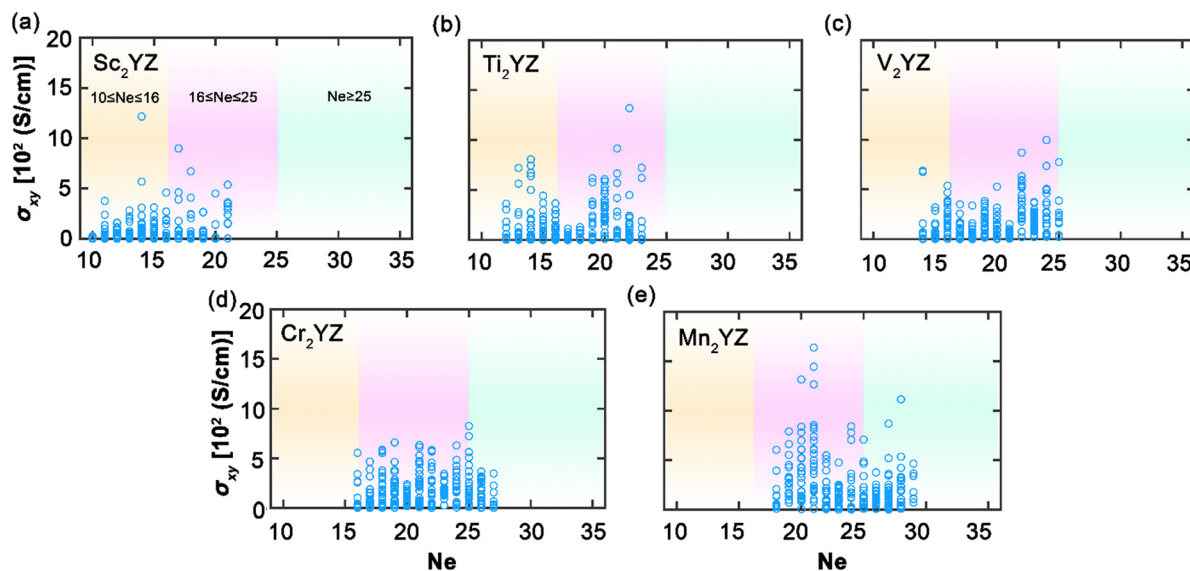 (a)
(b)
(c)
20
15
10
5
0
σxy [10² (S/cm)]
Sc₂YZ
10≤Ne≤16
16≤Ne≤25
Ne≥25
Ti₂YZ
V₂YZ
10 15 20 25 30 35
10 15 20 25 30 35
10 15 20 25 30 35
(d)
(e)
20
15
10
5
0
σxy [10² (S/cm)]
Cr₂YZ
Mn₂YZ
10 15 20 25 30 35
10 15 20 25 30 35
Ne
Ne